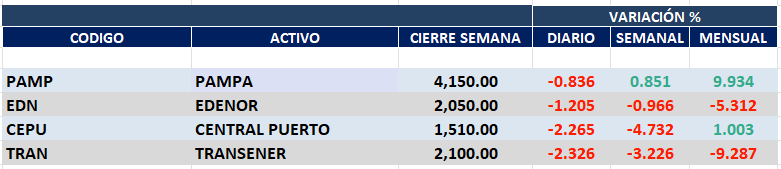 VARIACIÓN %
CODIGO ACTIVO CIERRE SEMANA DIARIO SEMANAL MENSUAL
PAMP PAMPA 4,150.00 -0.836 0.851 9.934
EDN EDENOR 2,050.00 -1.205 -0.966 -5.312
CEPU CENTRAL PUERTO 1,510.00 -2.265 -4.732 1.003
TRAN TRANSENER 2,100.00 -2.326 -3.226 -9.287